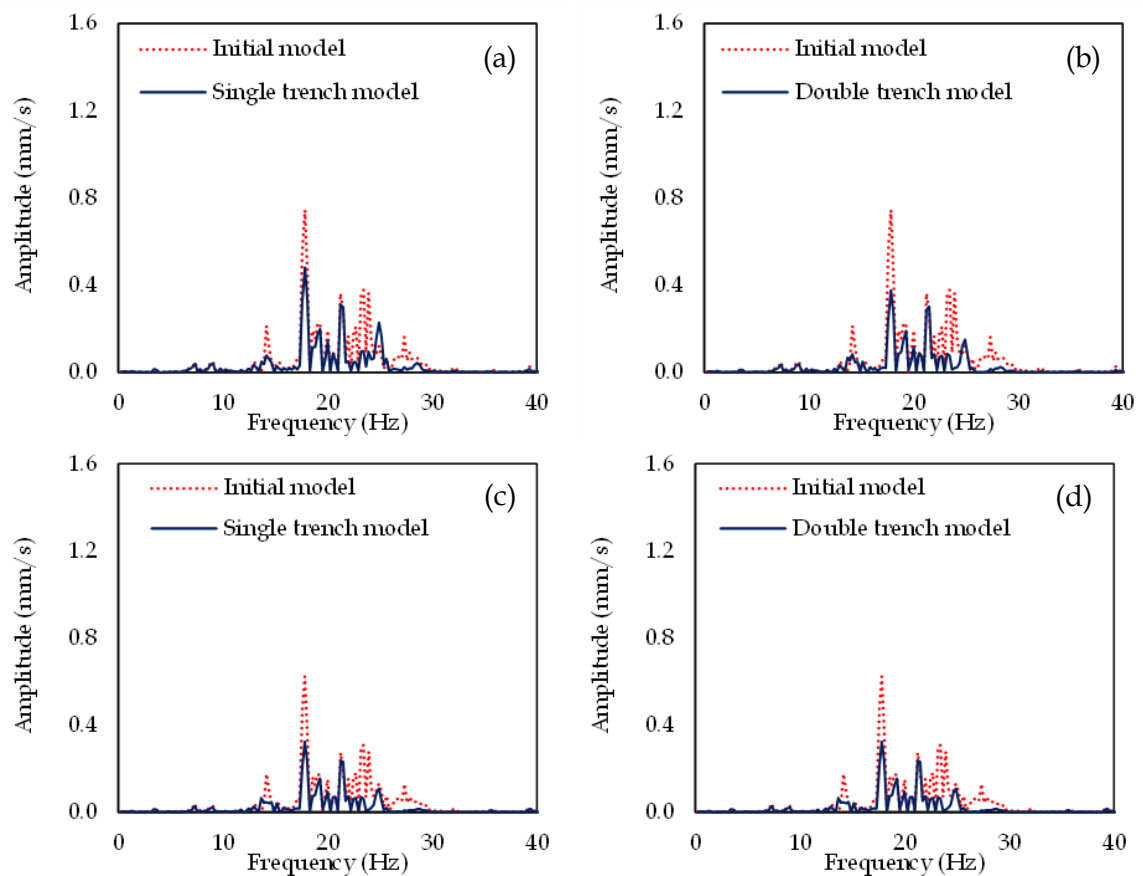 1.6
1.2
0.8
0.4
0.0
Amplitude (mm/s)
Initial model
Single trench model
(a)
0 10 20 30 40
Frequency (Hz)
1.6
1.2
0.8
0.4
0.0
Amplitude (mm/s)
Initial model
Double trench model
(b)
0 10 20 30 40
Frequency (Hz)
1.6
1.2
0.8
0.4
0.0
Amplitude (mm/s)
Initial model
Single trench model
(c)
0 10 20 30 40
Frequency (Hz)
1.6
1.2
0.8
0.4
0.0
Amplitude (mm/s)
Initial model
Double trench model
(d)
0 10 20 30 40
Frequency (Hz)